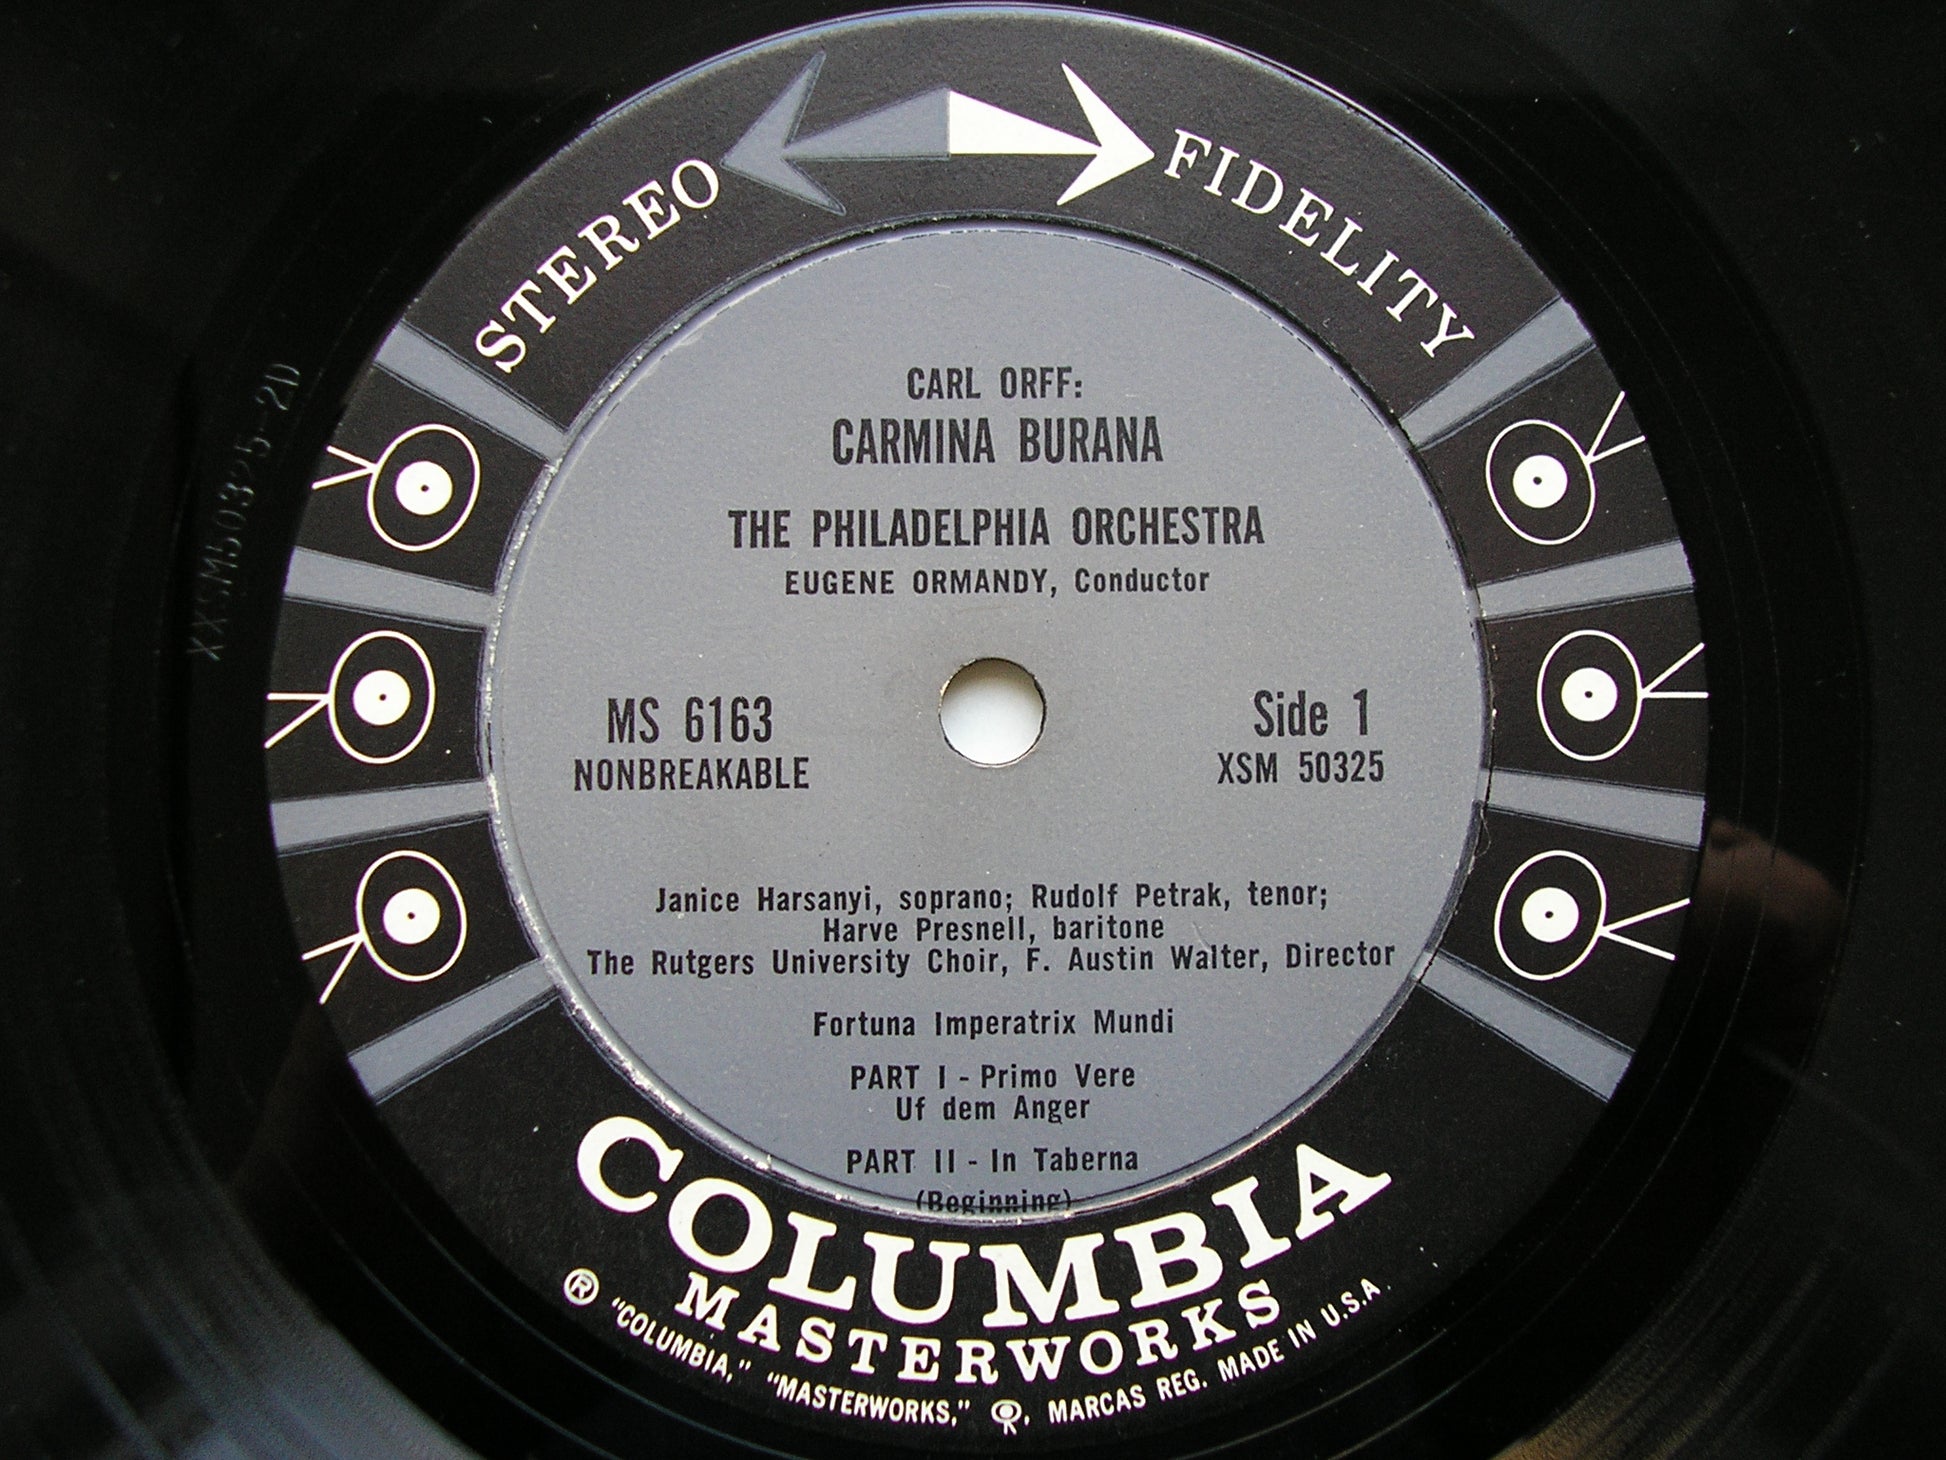 STEREO FIDELITY
CARL ORFF:
CARMINA BURANA
THE PHILADELPHIA ORCHESTRA
EUGENE ORMANDY, Conductor
MS 6163
NONBREAKABLE
Side 1
XSM 50325
Janice Harsanyi, soprano; Rudolf Petrak, tenor;
Harve Presnell, baritone
The Rutgers University Choir, F. Austin Walter, Director
Fortuna Imperatrix Mundi
PART I - Primo Vere
Uf dem Anger
PART II - In Taberna
(Beginning)
COLUMBIA
MASTERWORKS
® "COLUMBIA," "MASTERWORKS," , MARCAS REG. MADE IN U.S.A.
XXSM50325-2D